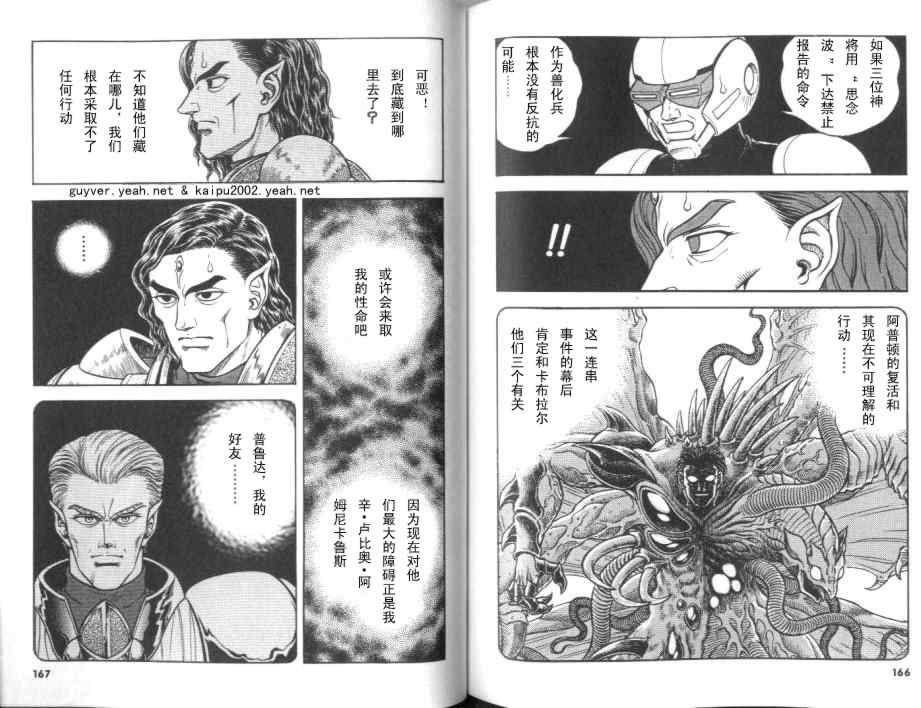 如果三位神
将用“思念
波”下达禁止
报告的命令
作为兽化兵
根本没有反抗的
可能……
!!
阿普顿的复活和
其现在不可理解的
行动……
这一连串
事件的幕后
肯定和卡布拉尔
他们三个有关
166
可恶！
到底藏到哪
里去了？
不知道他们藏
在哪儿，我们
根本采取不了
任何行动
guyver.yeah.net & kaipu2002.yeah.net
或许会来取
我的性命吧
因为现在对他
们最大的障碍正是我
辛·卢比奥·阿
姆尼卡鲁斯
……
普鲁达，我的
好友…………
167